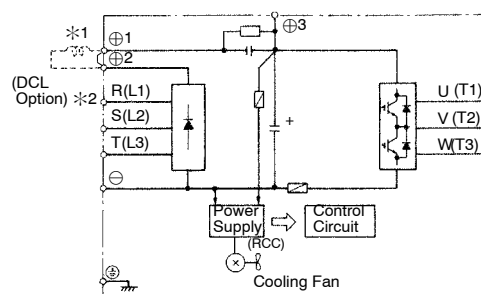 ＊1
⊕1
⊕2
⊕3
(DCL
Option) ＊2
R(L1)
S(L2)
T(L3)
⊖
+
U (T1)
V (T2)
W(T3)
Power
Supply
Control
Circuit
(RCC)
Cooling Fan